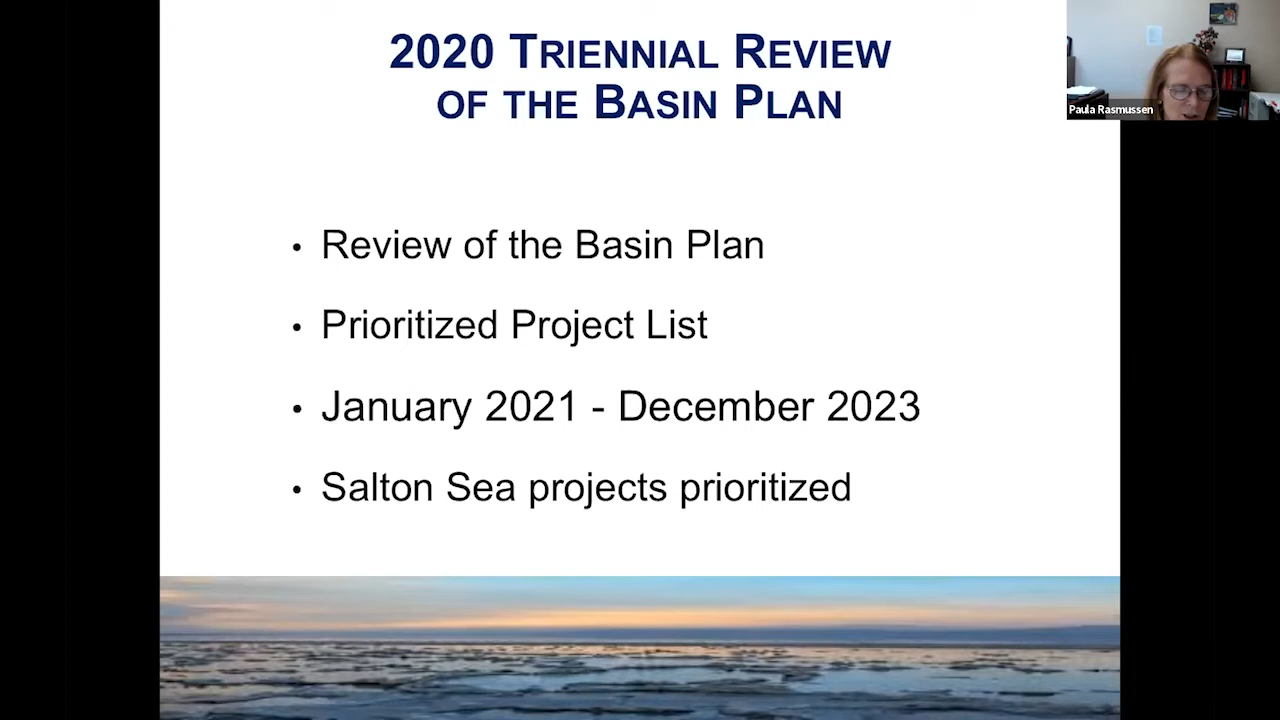 2020 TRIENNIAL REVIEW
OF THE BASIN PLAN
Paula Rasmussen
• Review of the Basin Plan
• Prioritized Project List
• January 2021 - December 2023
• Salton Sea projects prioritized